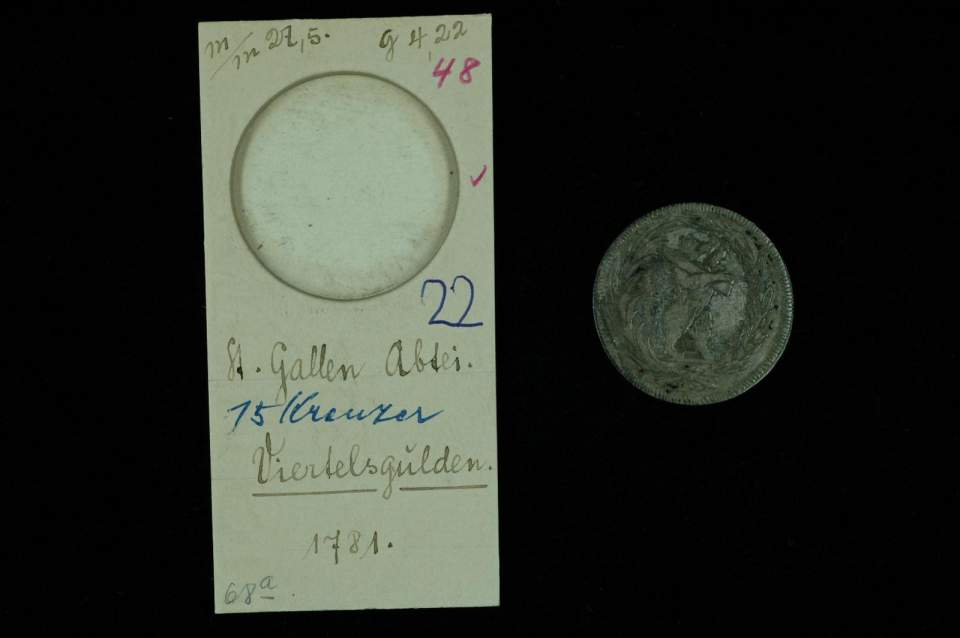 m/m 27,5. g 4,22
48
22
St. Gallen Abtei.
15 Kreuzer
Viertelsgulden.
1781.
68a